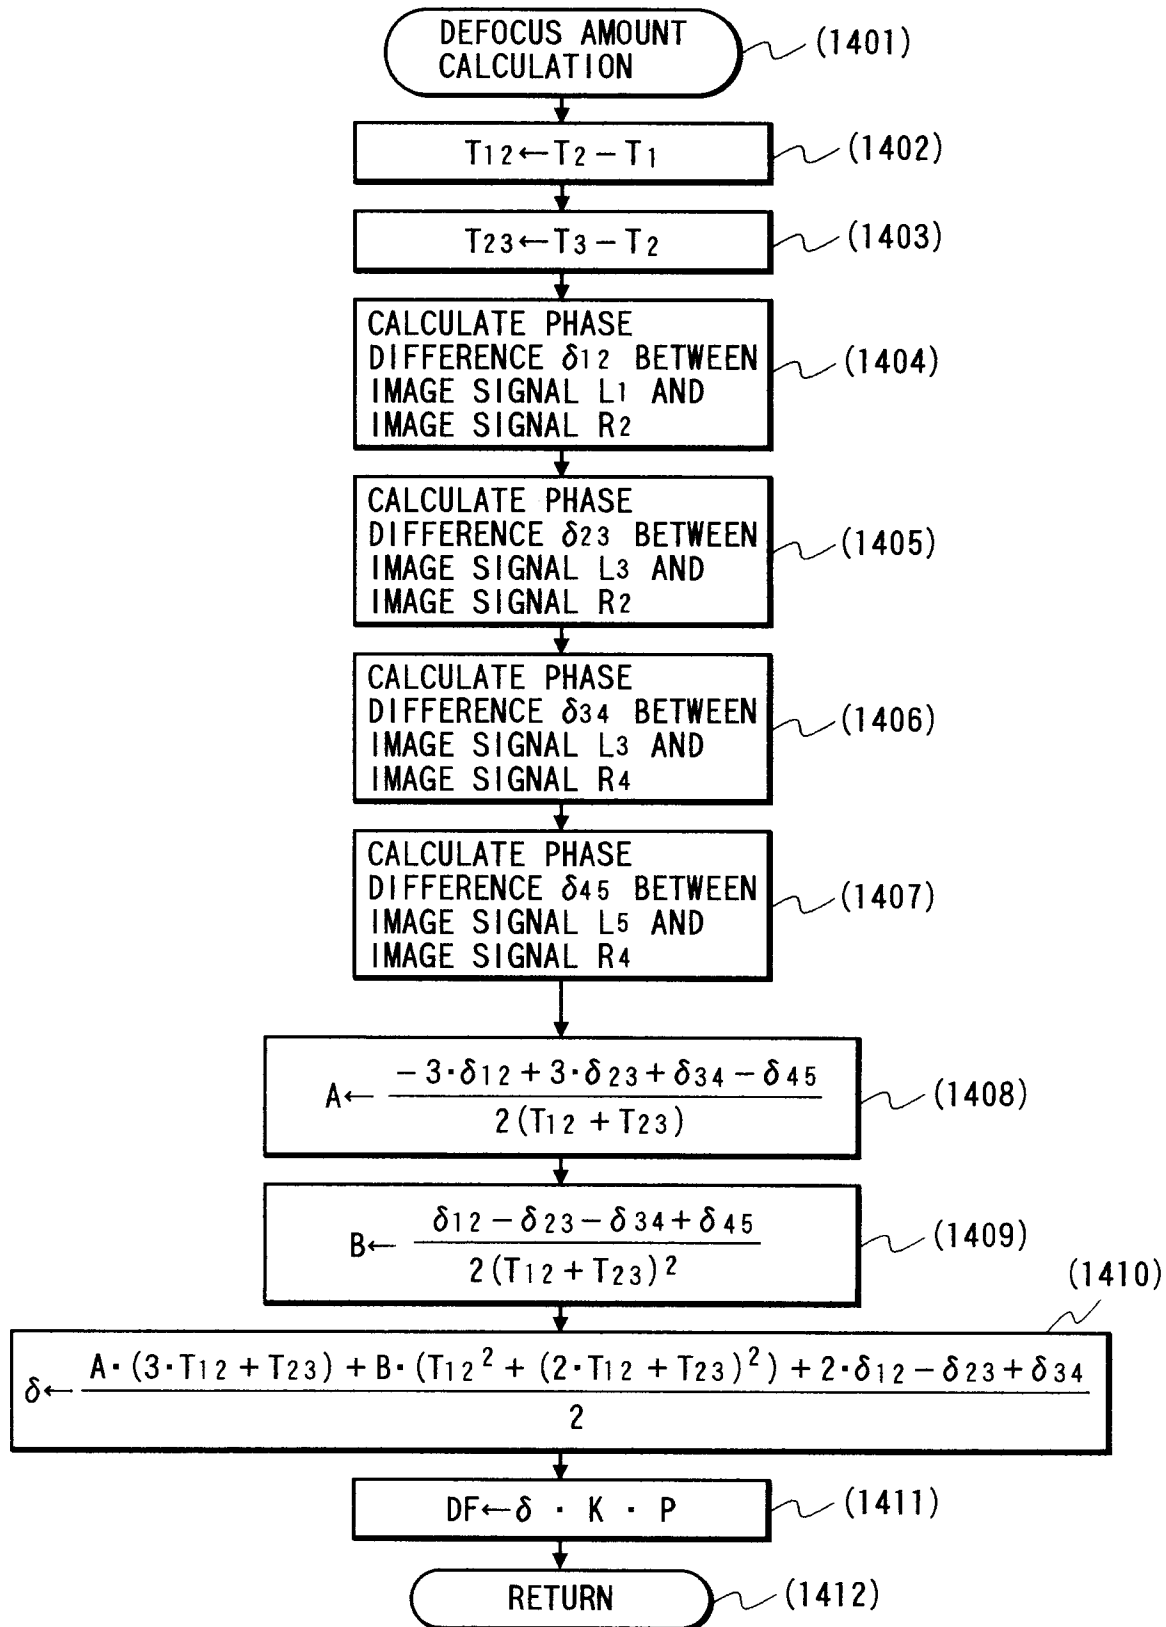 DEFOCUS AMOUNT
CALCULATION
(1401)
T12←T2−T1
(1402)
T23←T3−T2
(1403)
CALCULATE PHASE
DIFFERENCE δ12 BETWEEN
IMAGE SIGNAL L1 AND
IMAGE SIGNAL R2
(1404)
CALCULATE PHASE
DIFFERENCE δ23 BETWEEN
IMAGE SIGNAL L3 AND
IMAGE SIGNAL R2
(1405)
CALCULATE PHASE
DIFFERENCE δ34 BETWEEN
IMAGE SIGNAL L3 AND
IMAGE SIGNAL R4
(1406)
CALCULATE PHASE
DIFFERENCE δ45 BETWEEN
IMAGE SIGNAL L5 AND
IMAGE SIGNAL R4
(1407)
A← −3·δ12+3·δ23+δ34−δ45
2(T12+T23)
(1408)
B← δ12−δ23−δ34+δ45
2(T12+T23)²
(1409)
(1410)
δ← A·(3·T12+T23)+B·(T12²+(2·T12+T23)²)+2·δ12−δ23+δ34
2
DF←δ · K · P
(1411)
RETURN
(1412)